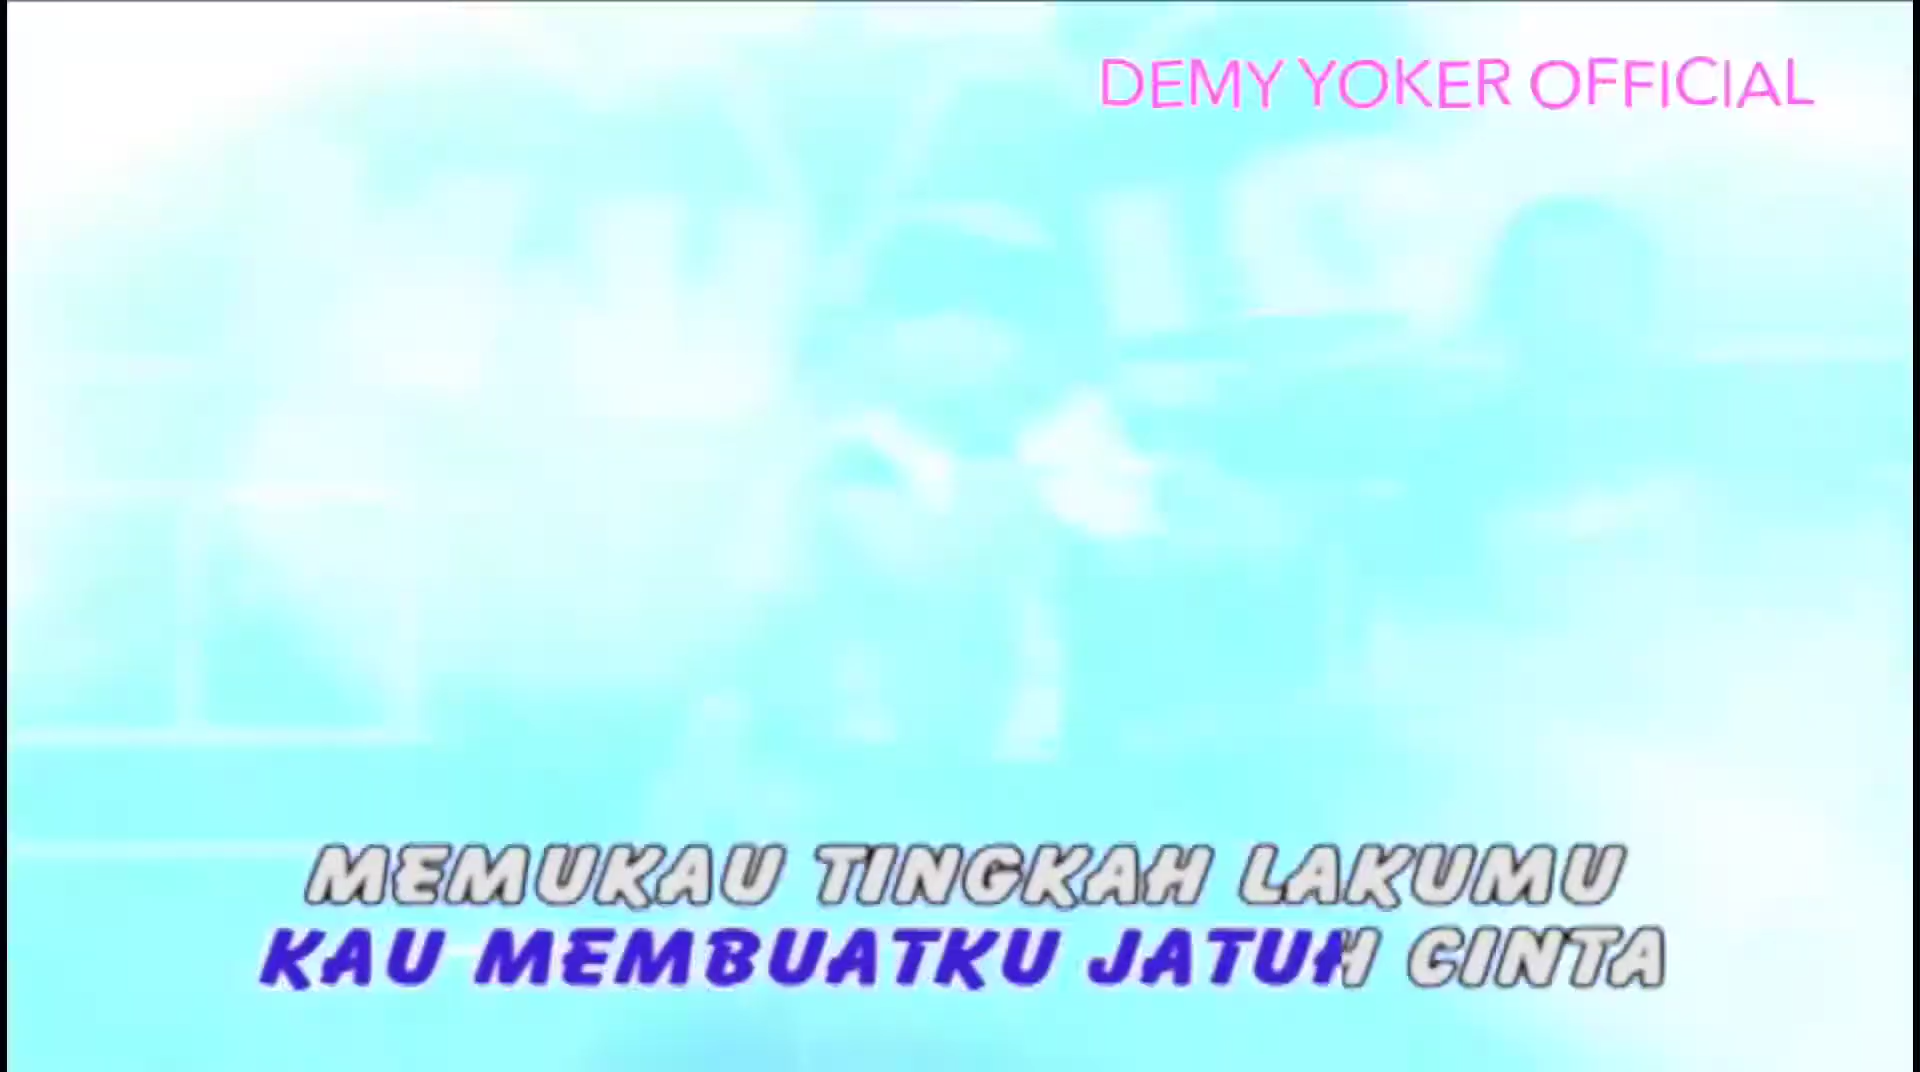 DEMY YOKER OFFICIAL
MEMUKAU TINGKAH LAKUMU
KAU MEMBUATKU JATUH CINTA